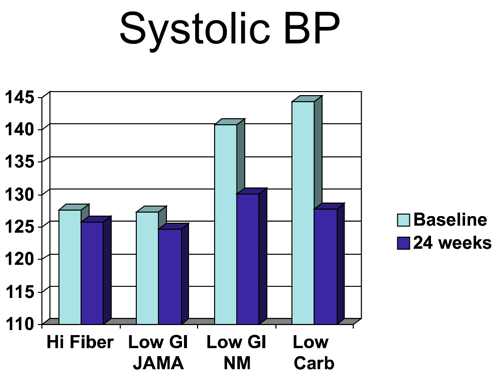 Systolic BP
145
140
135
130
125
120
115
110
Hi Fiber
Low GI
JAMA
Low GI
NM
Low
Carb
Baseline
24 weeks